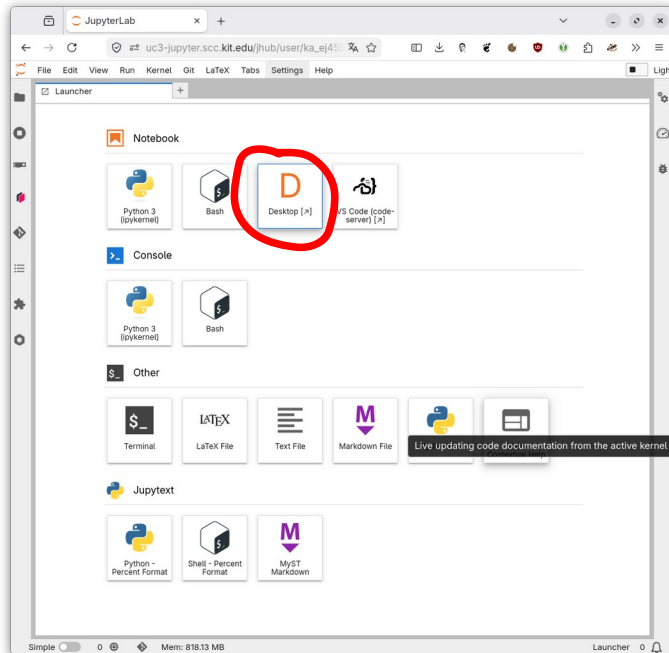 JupyterLab
uc3-jupyter.scc.kit.edu/jhub/user/ka_ej45
File Edit View Run Kernel Git LaTeX Tabs Settings Help
Ligh
Launcher
Notebook
Python 3
(ipykernel)
Bash
D
Desktop [↗]
VS Code (code-
server) [↗]
Console
Python 3
(ipykernel)
Bash
$_ Other
$_
Terminal
LATEX
LaTeX File
Text File
M
Markdown File
Live updating code documentation from the active kernel
Contextual Help
Jupytext
Python -
Percent Format
$
Shell - Percent
Format
M
MyST
Markdown
Simple 0 Mem: 818.13 MB Launcher 0